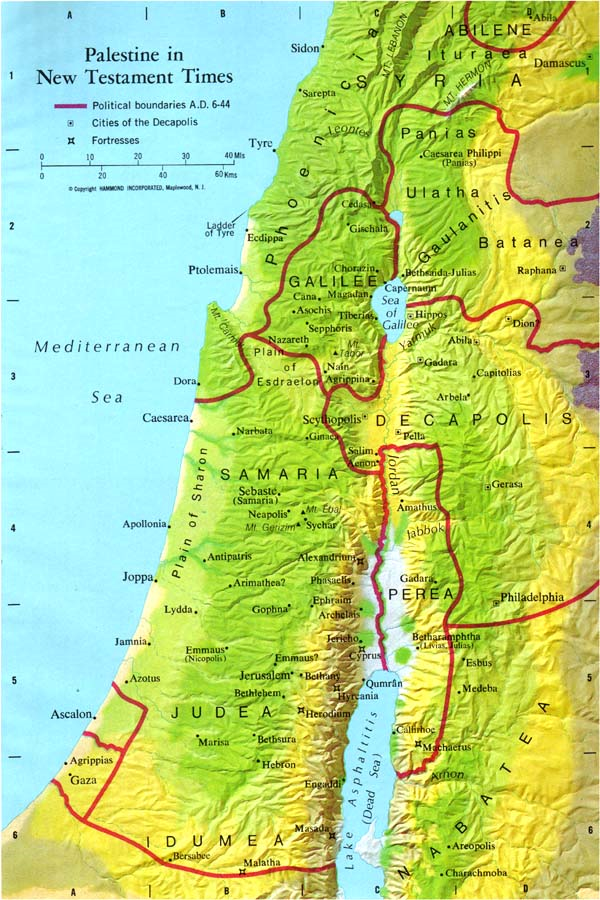 A
B
C
D
Palestine in
New Testament Times
Political boundaries A.D. 6-44
Cities of the Decapolis
Fortresses
0 10 20 30 40 Mls
0 20 40 60 Kms
© Copyright HAMMOND INCORPORATED, Maplewood, N. J.
1
1
Sidon
MT. LEBANON
Abila
ABILENE
Ituraea
Damascus
SYRIA
MT. HERMON
Sarepta
Phoenicia
Leontes
Panias
Tyre
Caesarea Philippi
(Panias)
Ulatha
2
2
Cedasa
Ladder
of Tyre
Ecdippa
Gischala
Gaulanitis
Batanea
Ptolemais
Chorazin
Bethsaida-Julias
Raphana
GALILEE
Capernaum
Cana
Magadan
Sea
of
Galilee
Asochis
Tiberias
Hippos
Dion?
Sepphoris
Mt. Carmel
Yarmuk
Abila
Nazareth
Mt.
Tabor
Mediterranean
Sea
Plain
of
Esdraelon
Nain
Gadara
Capitolias
3
3
Dora
Agrippina
Arbela
Caesarea
Scythopolis
DECAPOLIS
Narbata
Ginae
Pella
Salim
Aenon
Jordan
SAMARIA
Plain of Sharon
Sebaste
(Samaria)
Gerasa
Neapolis
Mt. Ebal
Amathus
Apollonia
Mt. Gerizim
Sychar
Jabbok
4
4
Antipatris
Alexandrium
Joppa
Arimathea?
Phasaelis
Gadara
PEREA
Lydda
Gophna
Ephraim
Archelais
Philadelphia
Jamnia
Emmaus
(Nicopolis)
Jericho
Betharamphtha
(Livias, Julias)
Emmaus?
Cyprus
Esbus
5
5
Azotus
Jerusalem
Bethany
Qumrân
Medeba
Bethlehem
Hyrcania
Ascalon
JUDEA
Herodium
Callirhoe
Marisa
Bethsura
Machaerus
Agrippias
Hebron
Arnon
Gaza
Engaddi
Lake Asphaltitis
(Dead Sea)
NABATEA
6
6
IDUMEA
Masada
Bersabee
Malatha
Areopolis
Charachmoba
A
B
C
D